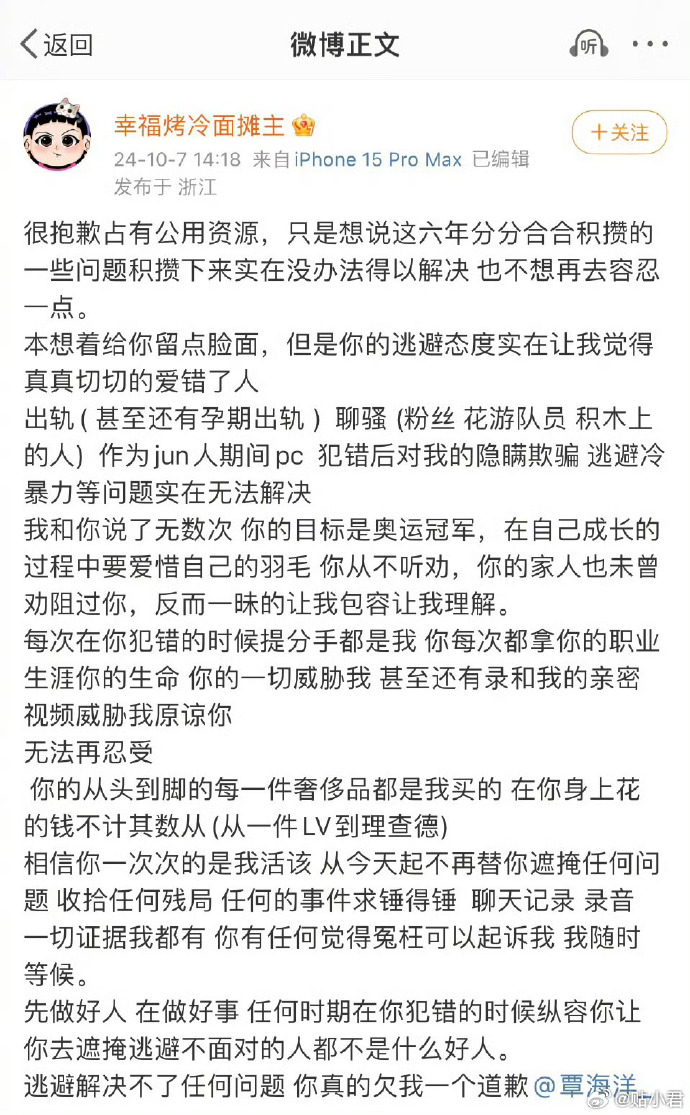 返回
微博正文
听
幸福烤冷面摊主
+关注
24-10-7 14:18 来自 iPhone 15 Pro Max 已编辑
发布于 浙江
很抱歉占有公用资源，只是想说这六年分分合合积攒的
一些问题积攒下来实在没办法得以解决 也不想再去容忍
一点。
本想着给你留点脸面，但是你的逃避态度实在让我觉得
真真切切的爱错了人
出轨 ( 甚至还有孕期出轨 ) 聊骚 (粉丝 花游队员 积木上
的人) 作为jun人期间pc 犯错后对我的隐瞒欺骗 逃避冷
暴力等问题实在无法解决
我和你说了无数次 你的目标是奥运冠军，在自己成长的
过程中要爱惜自己的羽毛 你从不听劝，你的家人也未曾
劝阻过你，反而一昧的让我包容让我理解。
每次在你犯错的时候提分手都是我 你每次都拿你的职业
生涯你的生命 你的一切威胁我 甚至还有录和我的亲密
视频威胁我原谅你
无法再忍受
你的从头到脚的每一件奢侈品都是我买的 在你身上花
的钱不计其数从 (从一件LV到理查德)
相信你一次次的是我活该 从今天起不再替你遮掩任何问
题 收拾任何残局 任何的事件求锤得锤 聊天记录 录音
一切证据我都有 你有任何觉得冤枉可以起诉我 我随时
等候。
先做好人 在做好事 任何时期在你犯错的时候纵容你让
你去遮掩逃避不面对的人都不是什么好人。
逃避解决不了任何问题 你真的欠我一个道歉@覃海洋_
@贴小君